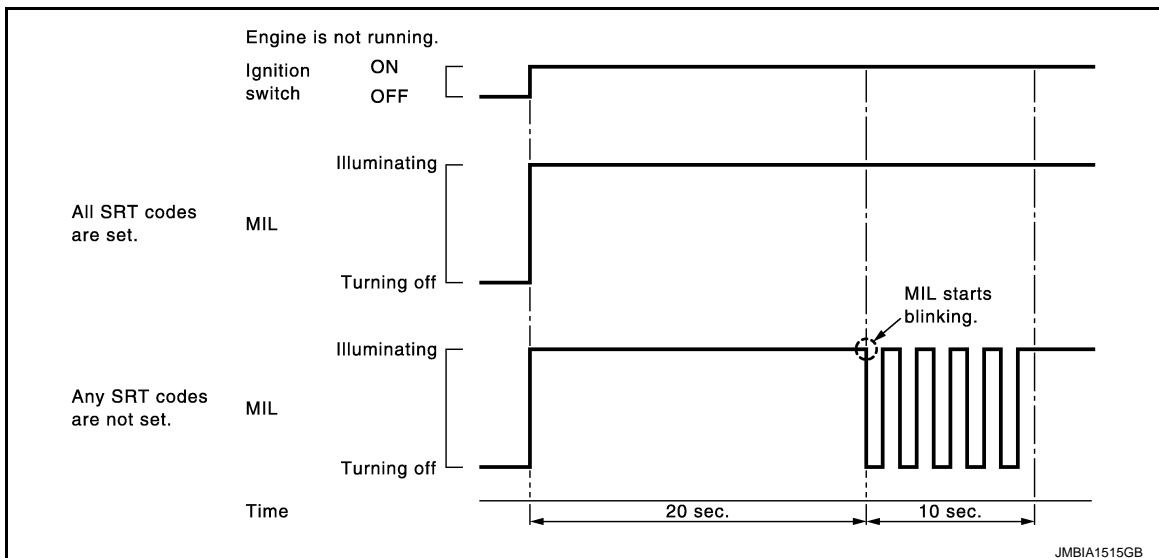 Engine is not running.
Ignition
switch
ON
OFF
Illuminating
All SRT codes
are set.
MIL
Turning off
MIL starts
blinking.
Illuminating
Any SRT codes
are not set.
MIL
Turning off
Time
20 sec.
10 sec.
JMBIA1515GB